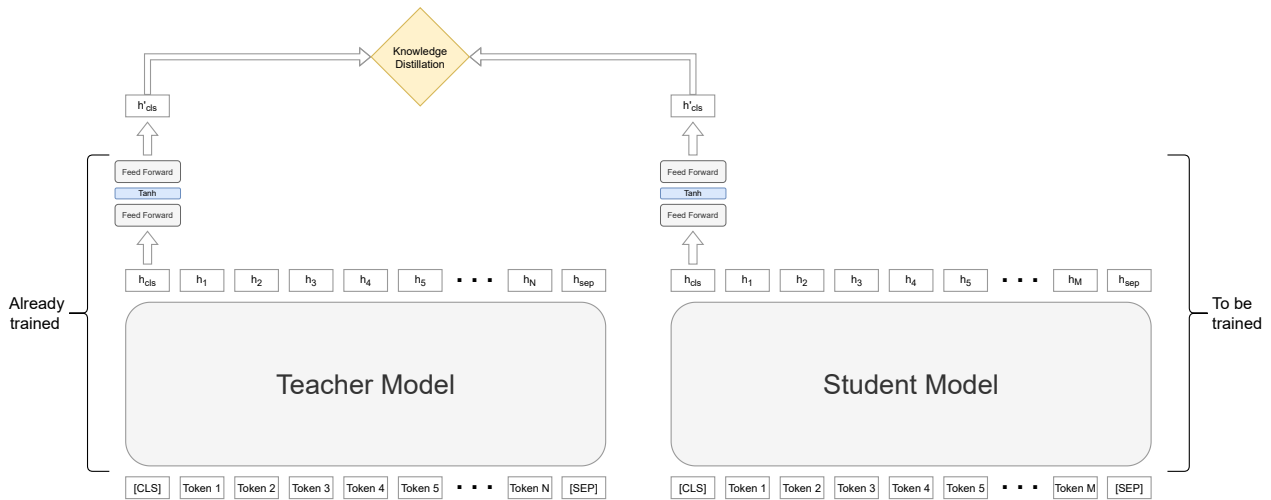 Knowledge
Distillation
h'cls
h'cls
Feed Forward
Tanh
Feed Forward
Feed Forward
Tanh
Feed Forward
hcls h1 h2 h3 h4 h5 ... hN hsep
hcls h1 h2 h3 h4 h5 ... hM hsep
Already
trained
Teacher Model
Student Model
To be
trained
[CLS] Token 1 Token 2 Token 3 Token 4 Token 5 ... Token N [SEP]
[CLS] Token 1 Token 2 Token 3 Token 4 Token 5 ... Token M [SEP]